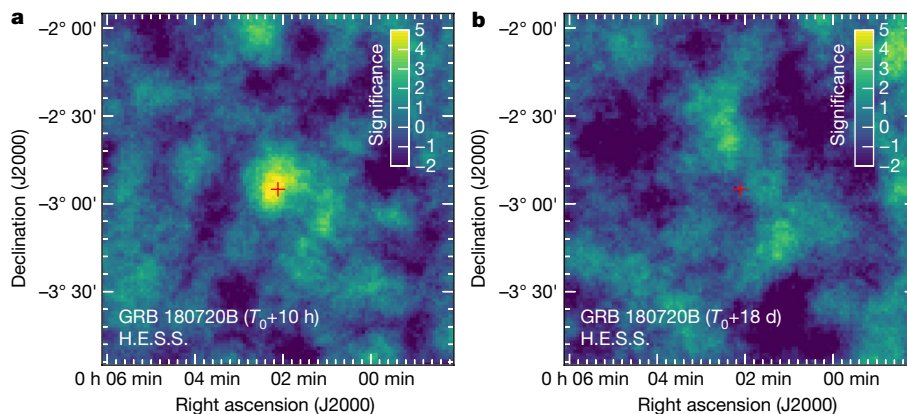 a
−2° 00'
−2° 30'
−3° 00'
−3° 30'
Declination (J2000)
Significance
5
4
3
2
1
0
−1
−2
GRB 180720B (T0+10 h)
H.E.S.S.
0 h 06 min 04 min 02 min 00 min
Right ascension (J2000)
b
−2° 00'
−2° 30'
−3° 00'
−3° 30'
Declination (J2000)
Significance
5
4
3
2
1
0
−1
−2
GRB 180720B (T0+18 d)
H.E.S.S.
0 h 06 min 04 min 02 min 00 min
Right ascension (J2000)